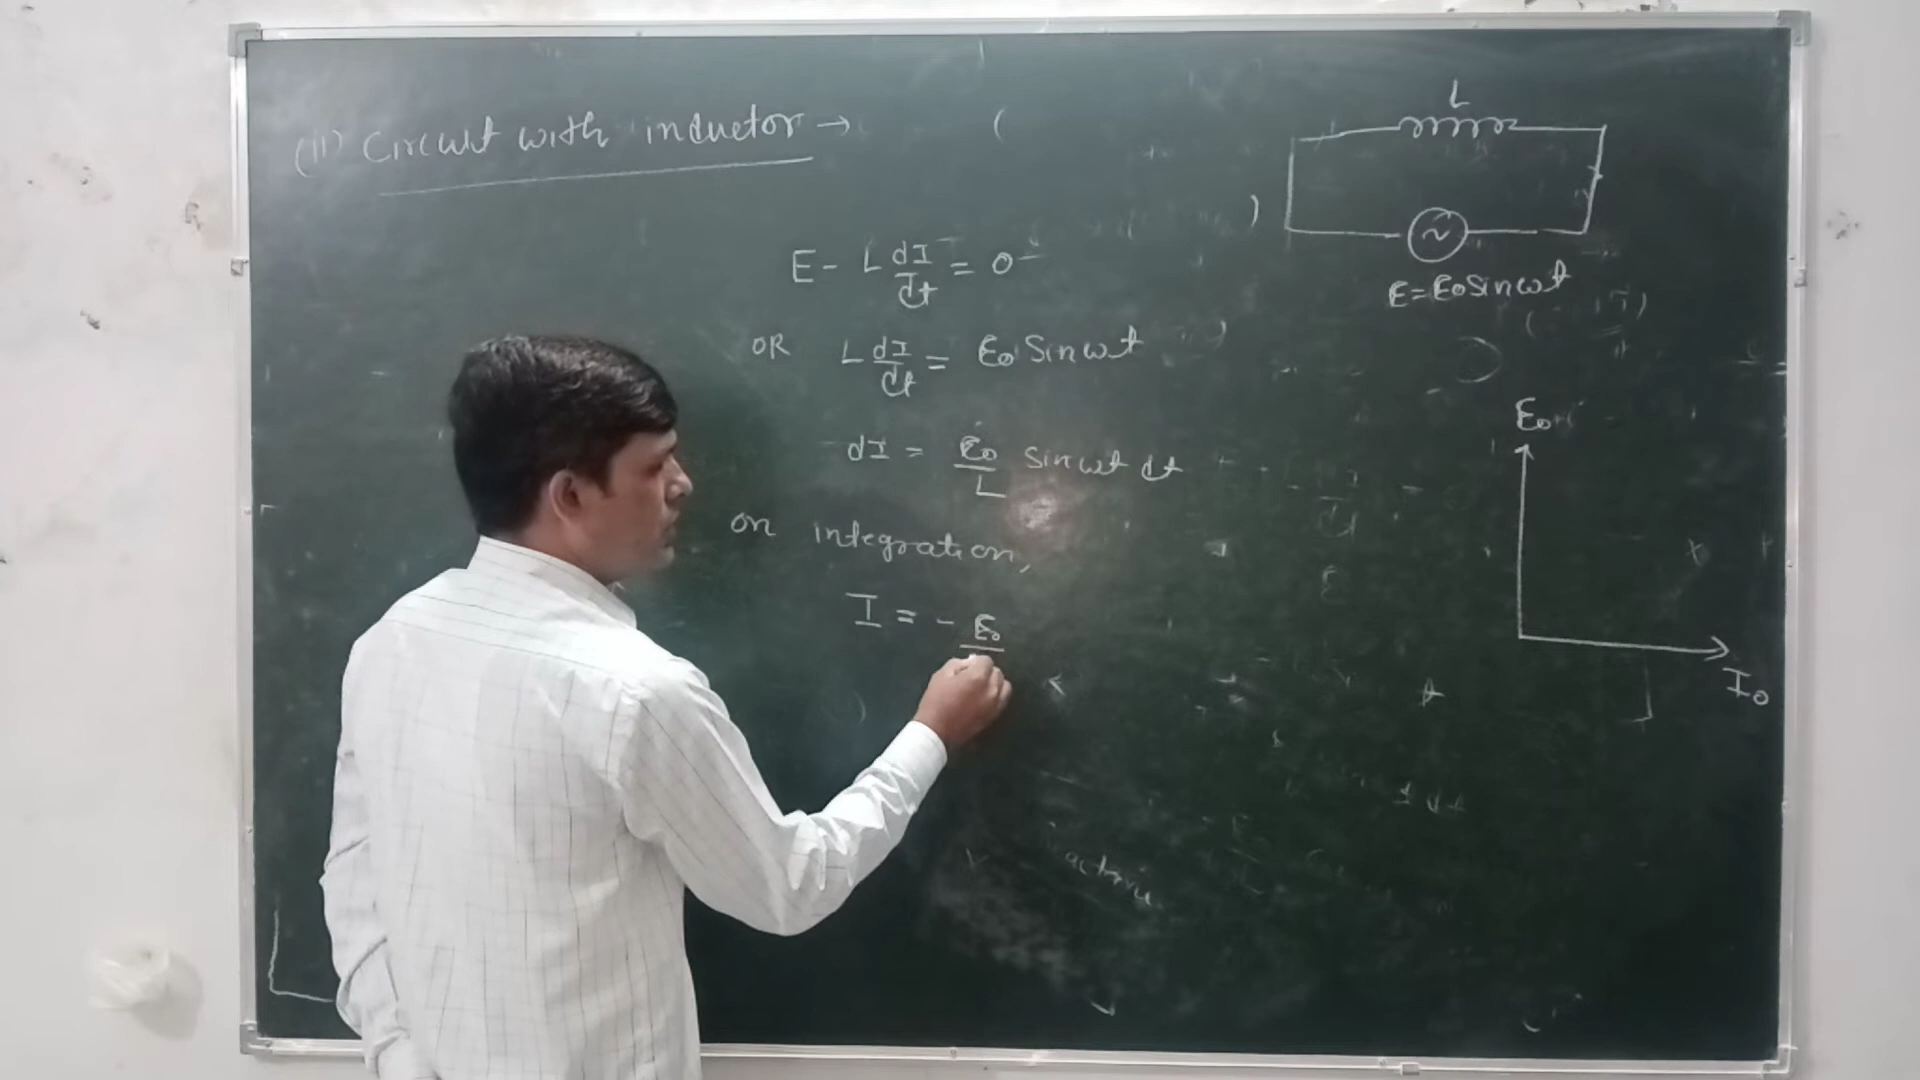 (ii) Circuit with inductor →
L
E = E₀ Sin ωt
E - L dI/dt = 0
OR L dI/dt = E₀ Sin ωt
dI = E₀/L Sin ωt dt
on integration,
I = - E₀
E₀
I₀